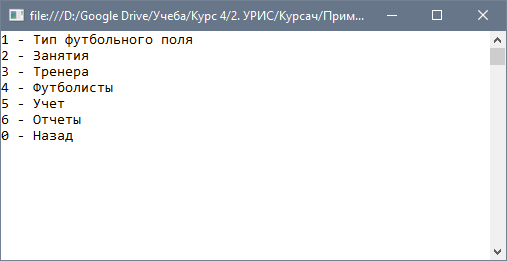 file:///D:/Google Drive/Учеба/Курс 4/2. УРИС/Курсач/Прим...
1 - Тип футбольного поля
2 - Занятия
3 - Тренера
4 - Футболисты
5 - Учет
6 - Отчеты
0 - Назад